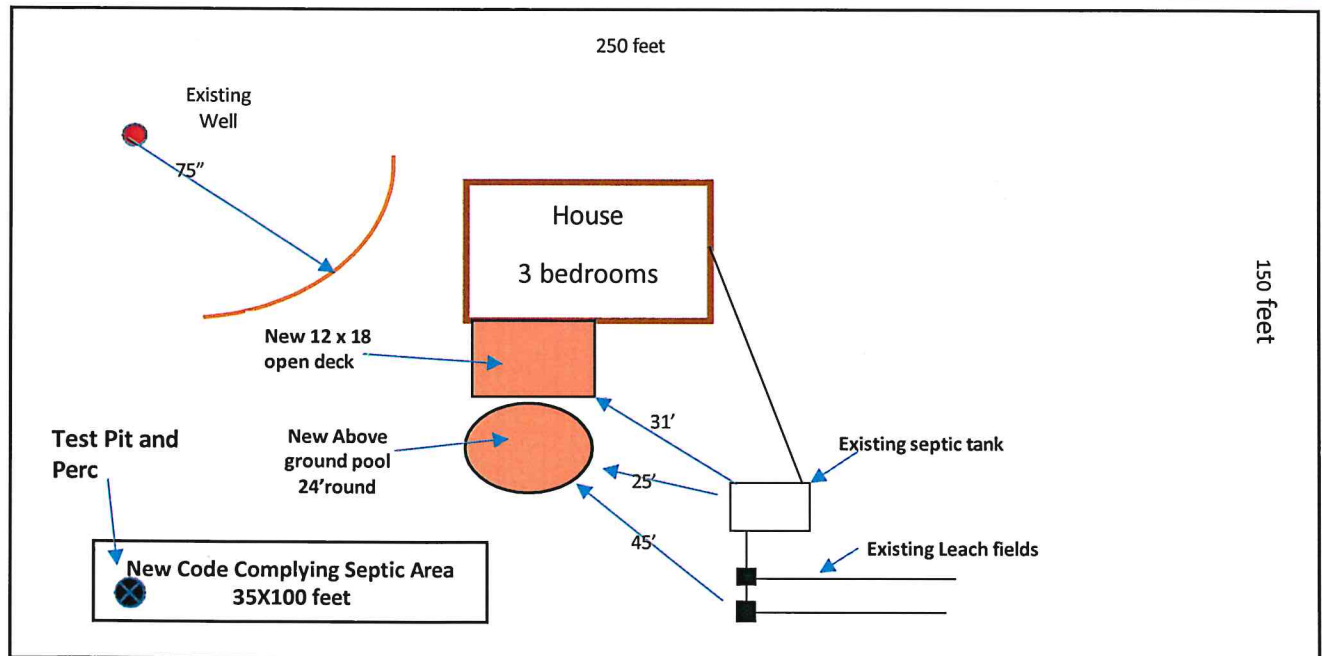 250 feet
Existing
Well
75”
House
3 bedrooms
150 feet
New 12 x 18
open deck
31’
Test Pit and
Perc
New Above
ground pool
24’round
Existing septic tank
25’
45’
Existing Leach fields
New Code Complying Septic Area
35X100 feet